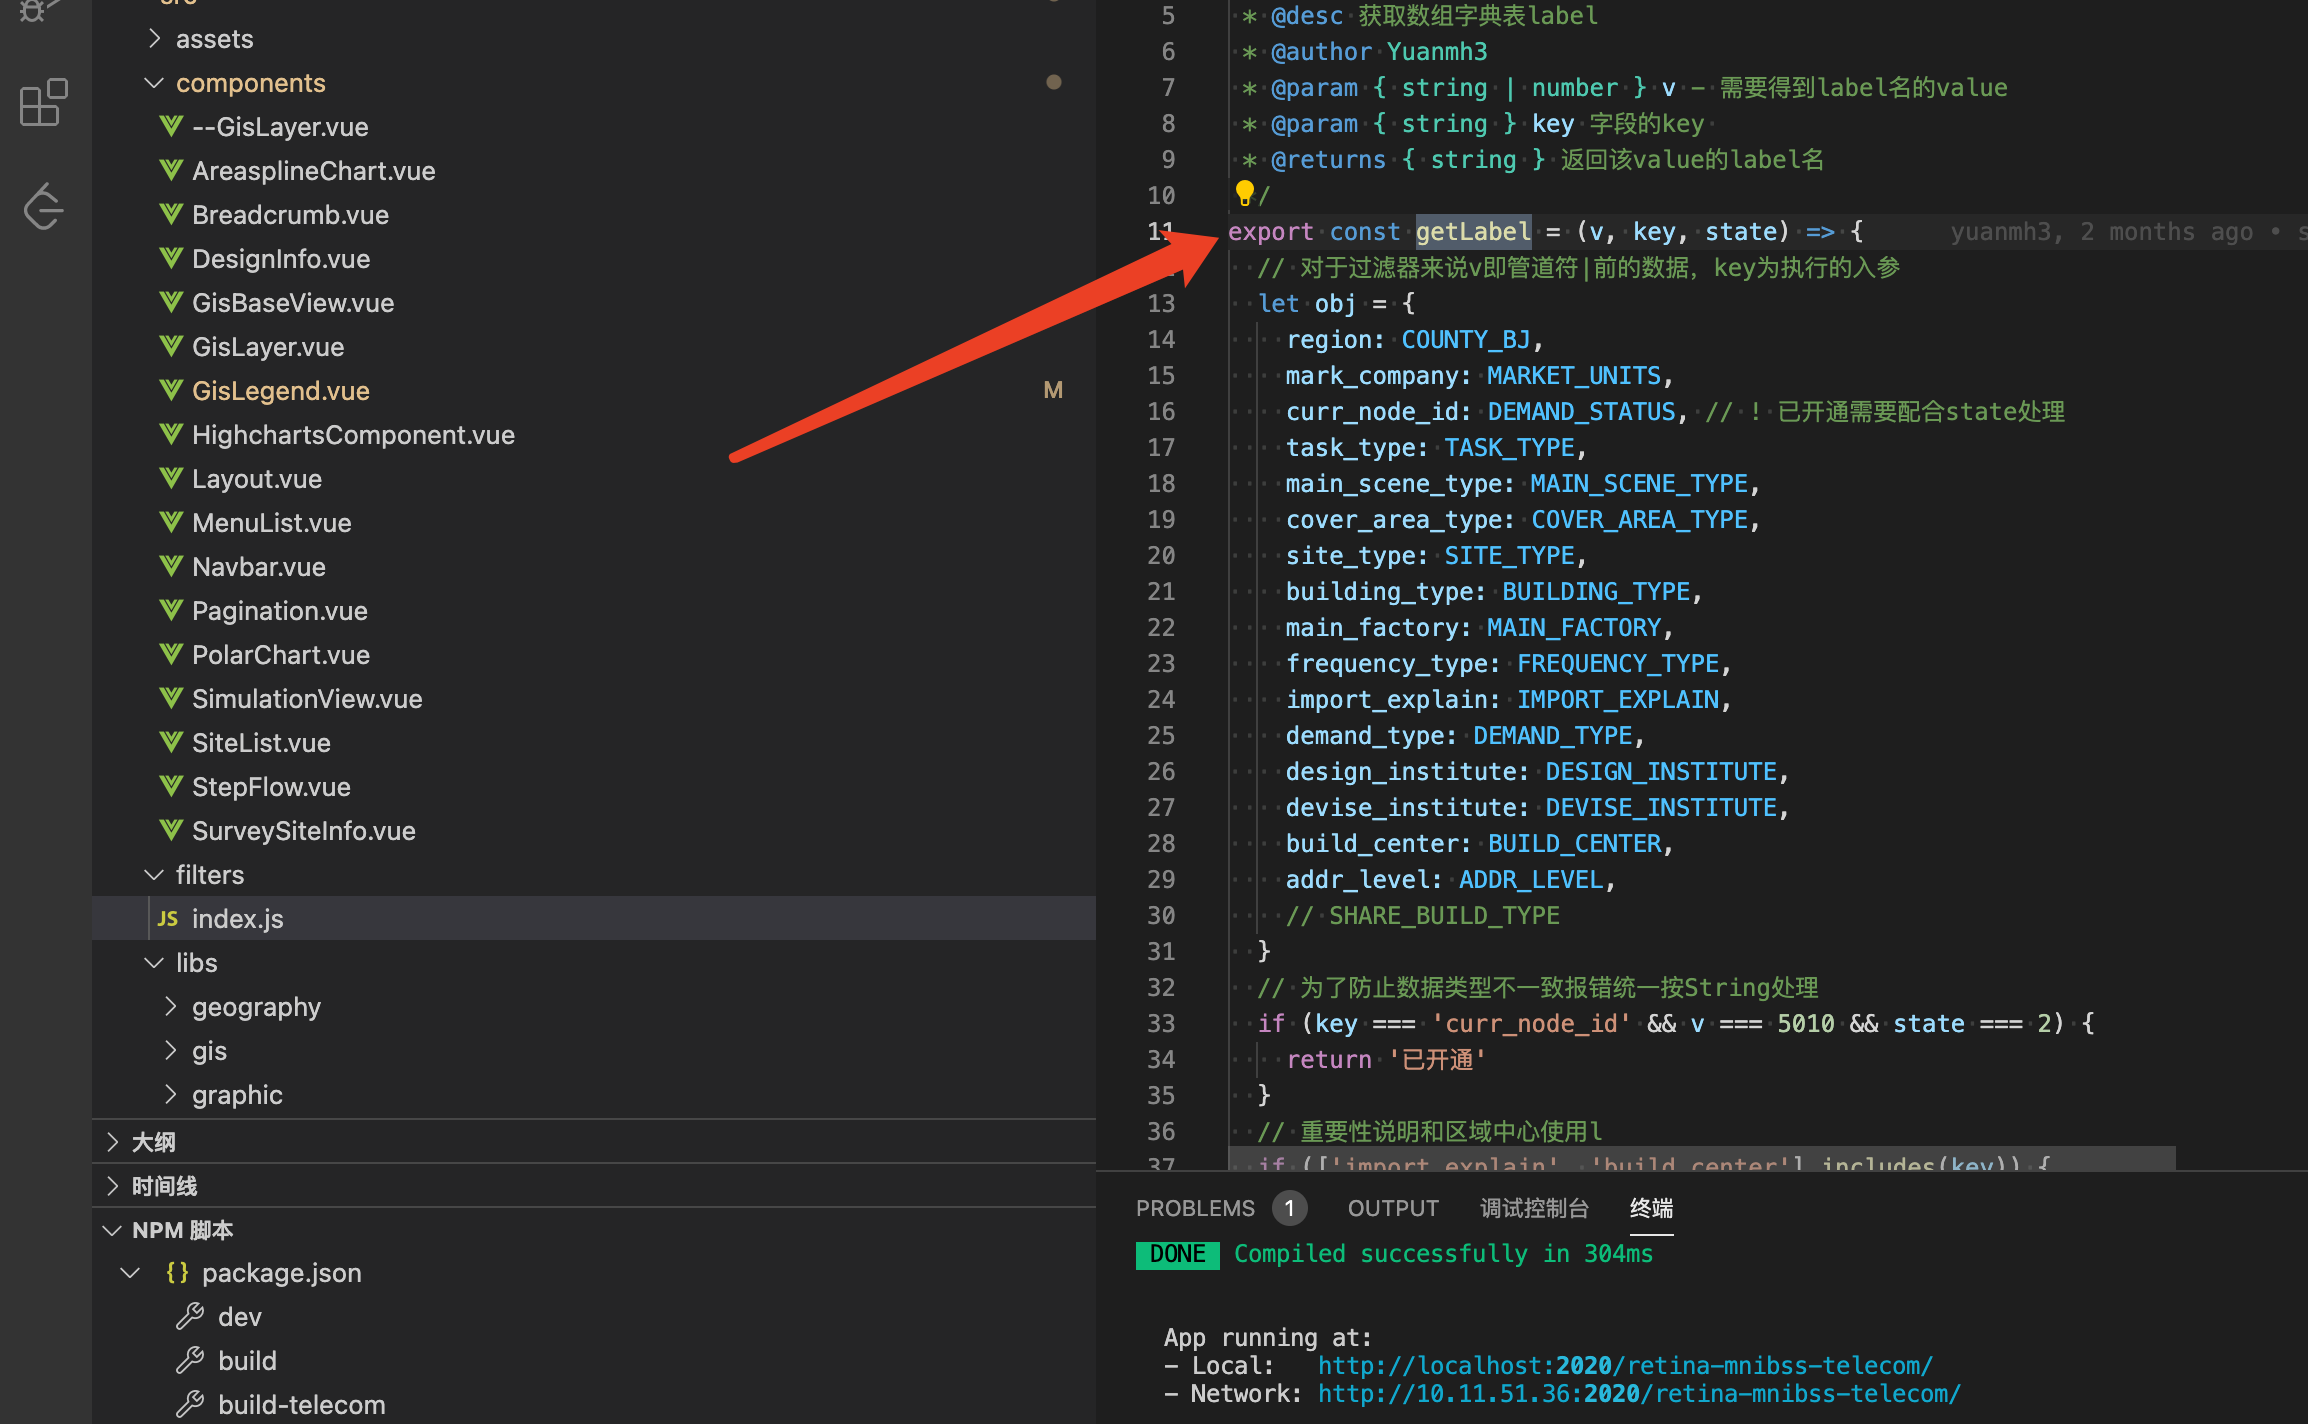 src
assets
components
--GisLayer.vue
AreasplineChart.vue
Breadcrumb.vue
DesignInfo.vue
GisBaseView.vue
GisLayer.vue
GisLegend.vue M
HighchartsComponent.vue
Layout.vue
MenuList.vue
Navbar.vue
Pagination.vue
PolarChart.vue
SimulationView.vue
SiteList.vue
StepFlow.vue
SurveySiteInfo.vue
filters
JS index.js
libs
geography
gis
graphic
大纲
时间线
NPM 脚本
{} package.json
dev
build
build-telecom
5 * @desc 获取数组字典表label
6 * @author Yuanmh3
7 * @param { string | number } v - 需要得到label名的value
8 * @param { string } key 字段的key
9 * @returns { string } 返回该value的label名
10 /
11 export const getLabel = (v, key, state) => { yuanmh3, 2 months ago • s
// 对于过滤器来说v即管道符|前的数据，key为执行的入参
13 let obj = {
14 region: COUNTY_BJ,
15 mark_company: MARKET_UNITS,
16 curr_node_id: DEMAND_STATUS, // ! 已开通需要配合state处理
17 task_type: TASK_TYPE,
18 main_scene_type: MAIN_SCENE_TYPE,
19 cover_area_type: COVER_AREA_TYPE,
20 site_type: SITE_TYPE,
21 building_type: BUILDING_TYPE,
22 main_factory: MAIN_FACTORY,
23 frequency_type: FREQUENCY_TYPE,
24 import_explain: IMPORT_EXPLAIN,
25 demand_type: DEMAND_TYPE,
26 design_institute: DESIGN_INSTITUTE,
27 devise_institute: DEVISE_INSTITUTE,
28 build_center: BUILD_CENTER,
29 addr_level: ADDR_LEVEL,
30 // SHARE_BUILD_TYPE
31 }
32 // 为了防止数据类型不一致报错统一按String处理
33 if (key === 'curr_node_id' && v === 5010 && state === 2) {
34 return '已开通'
35 }
36 // 重要性说明和区域中心使用l
37 if (['import_explain', 'build_center'].includes(key)) {
PROBLEMS 1 OUTPUT 调试控制台 终端
DONE Compiled successfully in 304ms
App running at:
- Local: http://localhost:2020/retina-mnibss-telecom/
- Network: http://10.11.51.36:2020/retina-mnibss-telecom/